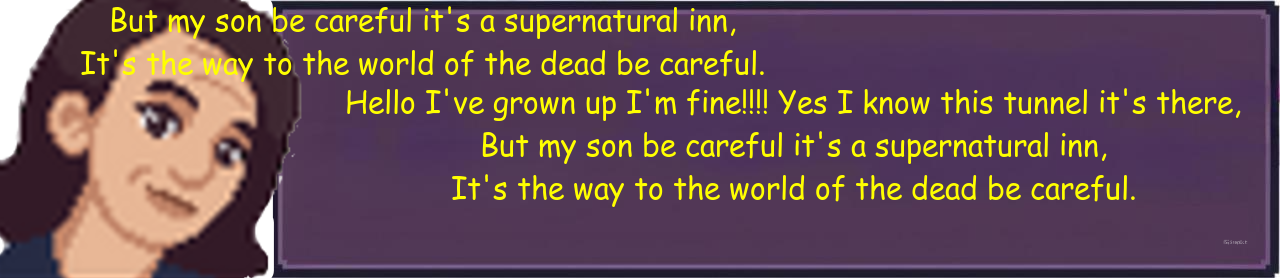 But my son be careful it's a supernatural inn,
It's the way to the world of the dead be careful.
Hello I've grown up I'm fine!!!! Yes I know this tunnel it's there,
But my son be careful it's a supernatural inn,
It's the way to the world of the dead be careful.